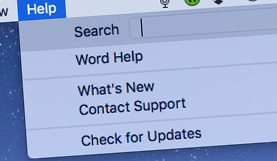 w Help
Search
Word Help
What's New
Contact Support
Check for Updates